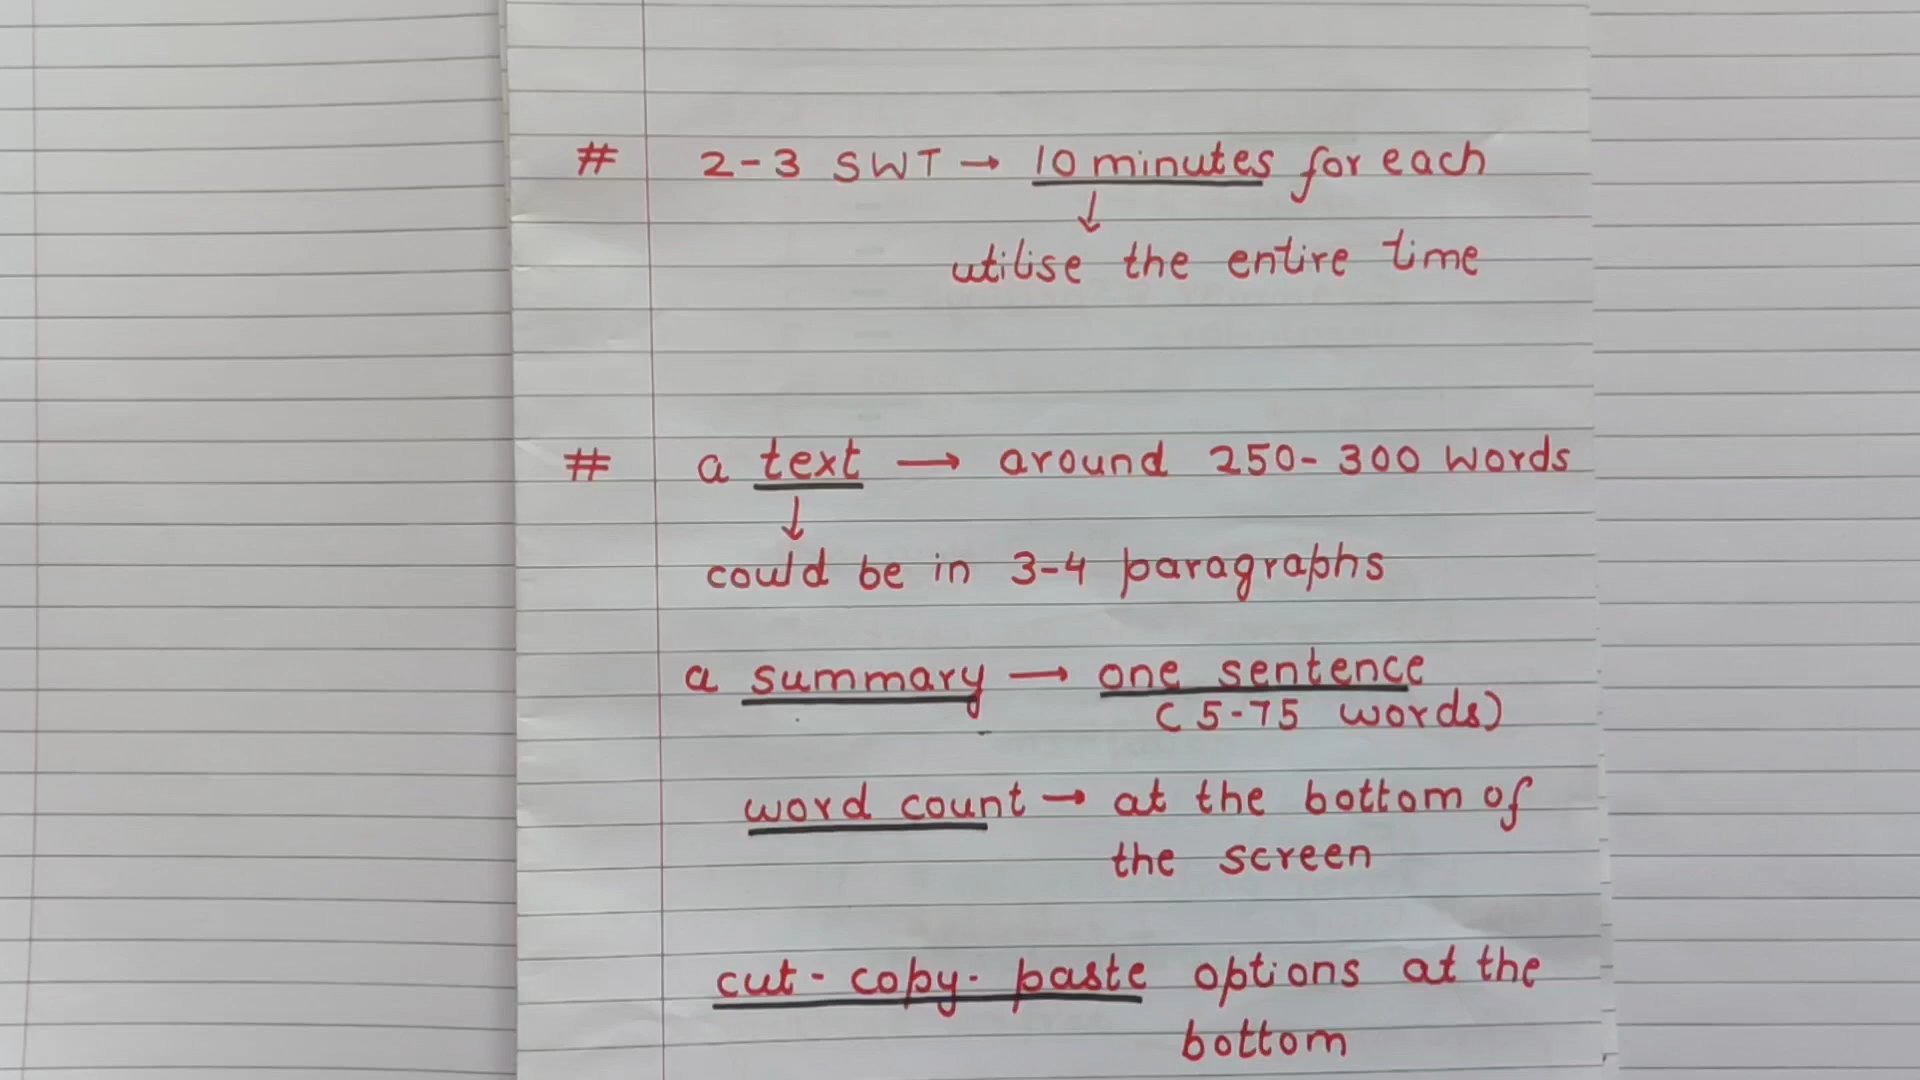 # 2-3 SWT → 10 minutes for each
↓
utilise the entire time
# a text → around 250-300 words
↓
could be in 3-4 paragraphs
a summary → one sentence
(5-75 words)
word count → at the bottom of
the screen
cut-copy-paste options at the
bottom